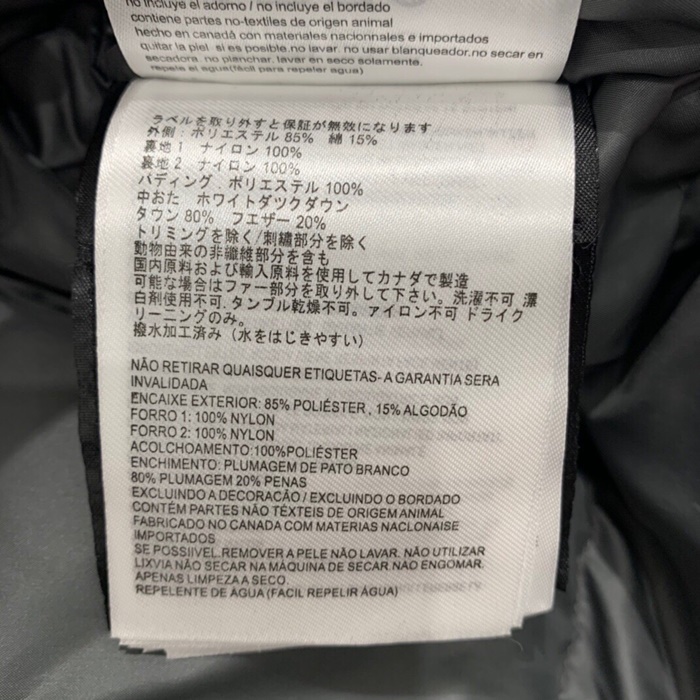 no incluye el adorno / no incluye el bordado
contiene partes no-textiles de origen animal
hecho en canadá con materiales nacionnales e importados
quitar la piel si es posible.no lavar. no usar blanqueador.no secar en
secadora. no planchar. lavar en seco solamente.
repele el agua(fácil para repeler agua)
ラベルを取り外すと保証が無効になります
外側：ポリエステル 85% 綿 15%
裏地 1 ナイロン 100%
裏地 2 ナイロン 100%
パディング ポリエステル 100%
中おた ホワイトダツクダウン
タウン 80% フエザー 20%
トリミングを除く/刺繍部分を除く
動物由来の非繊維部分を含も
国内原料および輸入原料を使用してカナダで製造
可能な場合はファー部分を取り外して下さい。洗濯不可 漂
白剤使用不可. タンブル乾燥不可。アイロン不可 ドライク
リーニングのみ。
撥水加工済み（水をはじきやすい）
NÃO RETIRAR QUAISQUER ETIQUETAS- A GARANTIA SERA
INVALIDADA
ENCAIXE EXTERIOR: 85% POLIÉSTER , 15% ALGODÃO
FORRO 1: 100% NYLON
FORRO 2: 100% NYLON
ACOLCHOAMENTO:100%POLIÉSTER
ENCHIMENTO: PLUMAGEM DE PATO BRANCO
80% PLUMAGEM 20% PENAS
EXCLUINDO A DECORACÃO / EXCLUINDO O BORDADO
CONTÉM PARTES NÃO TÉXTEIS DE ORIGEM ANIMAL
FABRICADO NO CANADA COM MATERIAS NACLONAISE
IMPORTADOS
SE POSSIIVEL.REMOVER A PELE NÃO LAVAR. NÃO UTILIZAR
LIXVIA NÃO SECAR NA MÁQUINA DE SECAR.NAO ENGOMAR.
APENAS LIMPEZA A SECO.
REPELENTE DE ÁGUA (FACIL REPELIR ÁGUA)